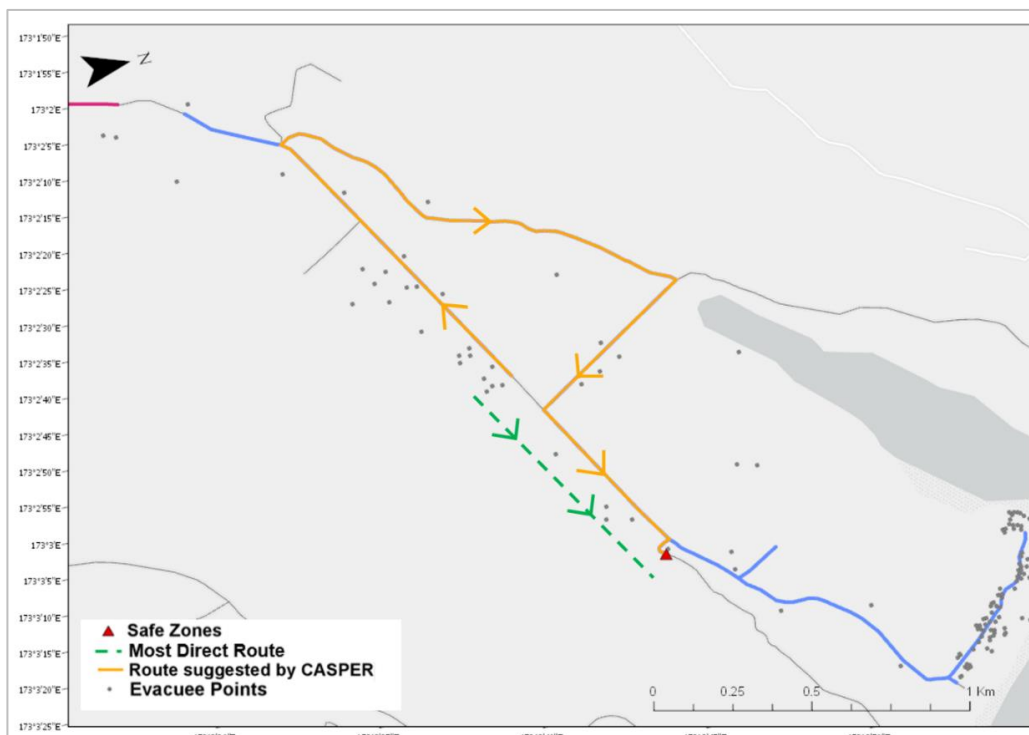 173°1'50"E
173°1'55"E
N
173°2'E
173°2'5"E
173°2'10"E
173°2'15"E
173°2'20"E
173°2'25"E
173°2'30"E
173°2'35"E
173°2'40"E
173°2'45"E
173°2'50"E
173°2'55"E
173°3'E
173°3'5"E
173°3'10"E
173°3'15"E
173°3'20"E
173°3'25"E
Safe Zones
Most Direct Route
Route suggested by CASPER
Evacuee Points
0 0.25 0.5 1 Km